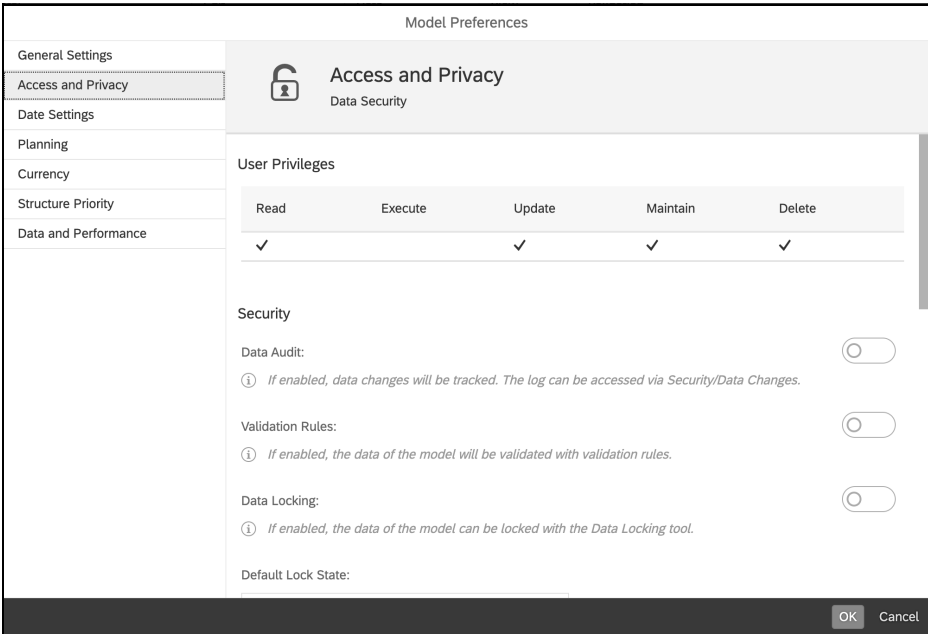 Model Preferences
General Settings
Access and Privacy
Date Settings
Planning
Currency
Structure Priority
Data and Performance
Access and Privacy
Data Security
User Privileges
Read Execute Update Maintain Delete
Security
Data Audit:
If enabled, data changes will be tracked. The log can be accessed via Security/Data Changes.
Validation Rules:
If enabled, the data of the model will be validated with validation rules.
Data Locking:
If enabled, the data of the model can be locked with the Data Locking tool.
Default Lock State:
OK Cancel